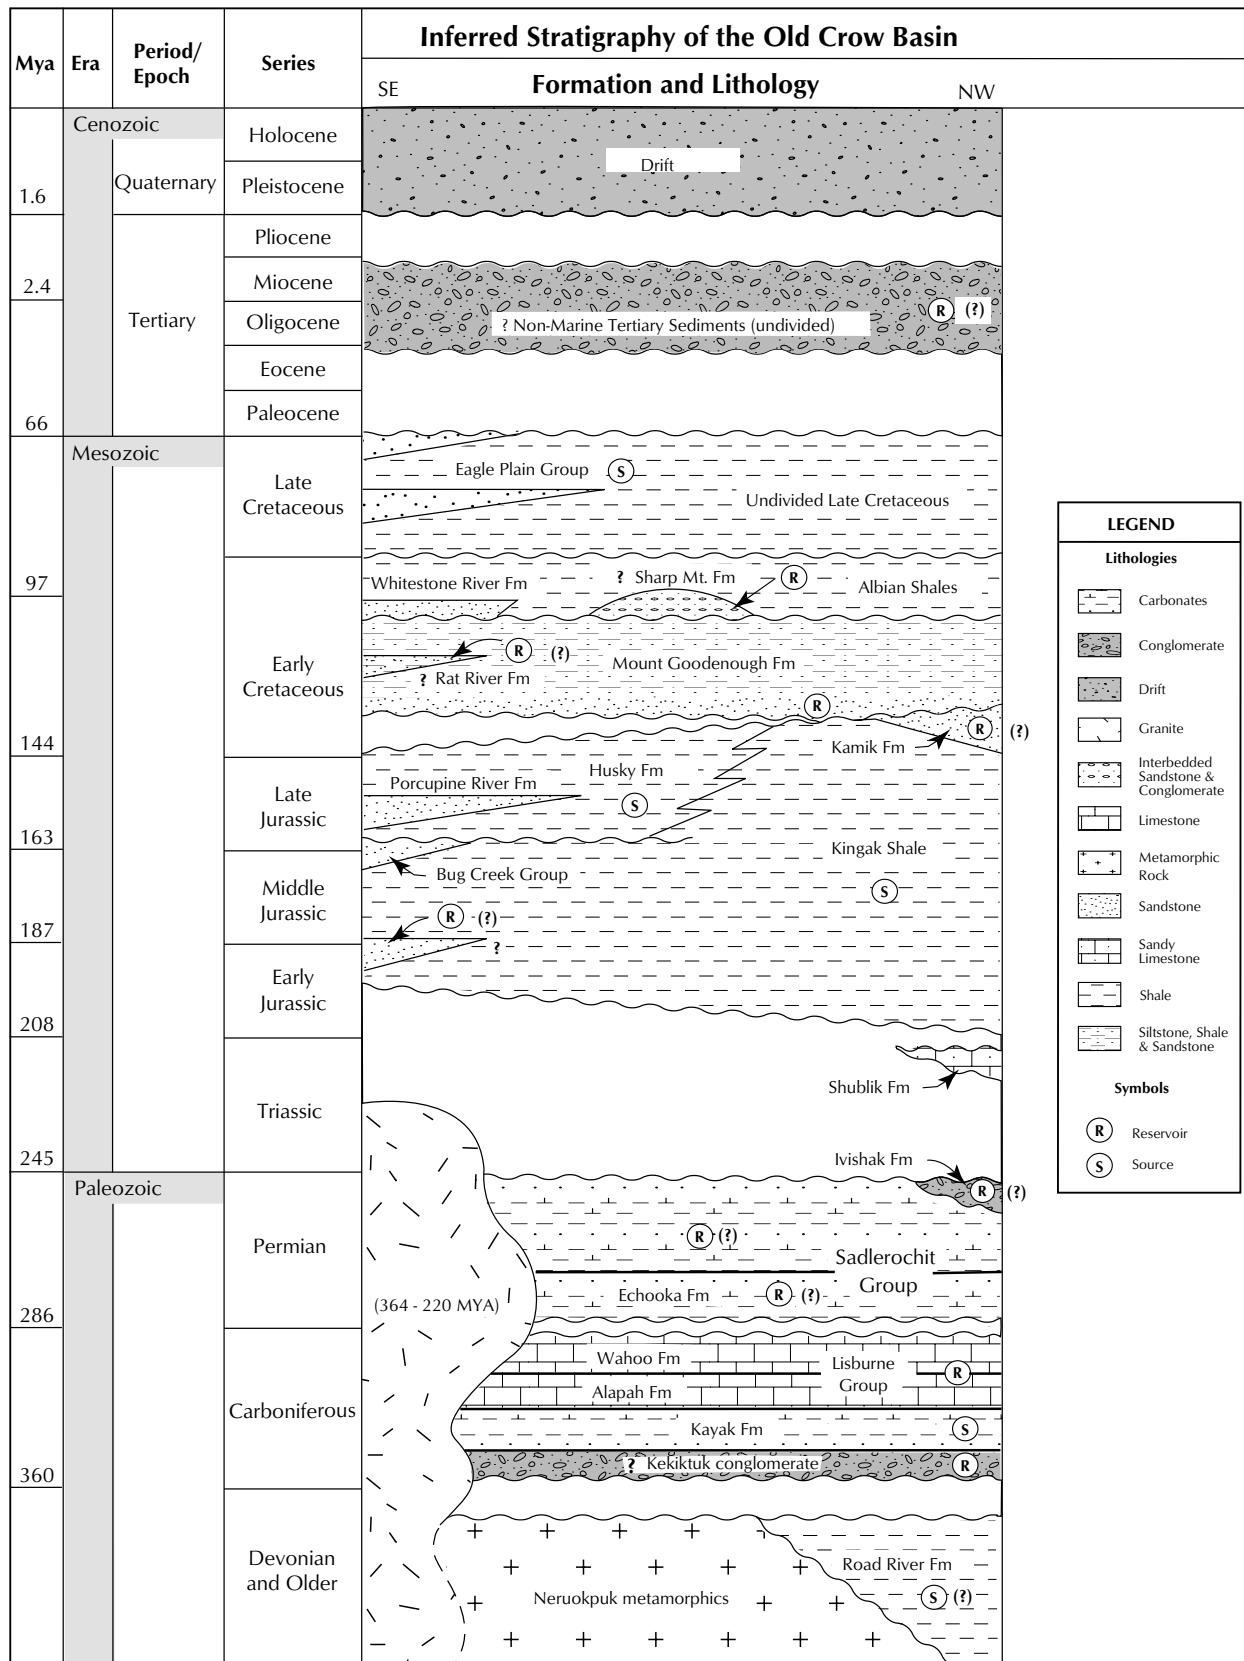 Inferred Stratigraphy of the Old Crow Basin
Mya
Era
Period/
Epoch
Series
Formation and Lithology
SE
NW
Cenozoic
Holocene
Drift
Quaternary
Pleistocene
1.6
Pliocene
Miocene
2.4
R (?)
Tertiary
Oligocene
? Non-Marine Tertiary Sediments (undivided)
Eocene
Paleocene
66
Mesozoic
Late
Cretaceous
Eagle Plain Group
S
Undivided Late Cretaceous
97
Whitestone River Fm
? Sharp Mt. Fm
R
Albian Shales
Early
Cretaceous
R (?)
Mount Goodenough Fm
? Rat River Fm
R
R (?)
Kamik Fm
144
Husky Fm
Porcupine River Fm
Late
Jurassic
S
163
Kingak Shale
Bug Creek Group
Middle
Jurassic
S
R (?)
187
?
Early
Jurassic
208
Shublik Fm
Triassic
245
Ivishak Fm
Paleozoic
R (?)
R (?)
Permian
Sadlerochit
Group
Echooka Fm
R (?)
(364 - 220 MYA)
286
Wahoo Fm
Lisburne
Group
R
Alapah Fm
Carboniferous
Kayak Fm
S
? Kekiktuk conglomerate
R
360
Devonian
and Older
Road River Fm
S (?)
Neruokpuk metamorphics
LEGEND
Lithologies
Carbonates
Conglomerate
Drift
Granite
Interbedded
Sandstone &
Conglomerate
Limestone
Metamorphic
Rock
Sandstone
Sandy
Limestone
Shale
Siltstone, Shale
& Sandstone
Symbols
R Reservoir
S Source